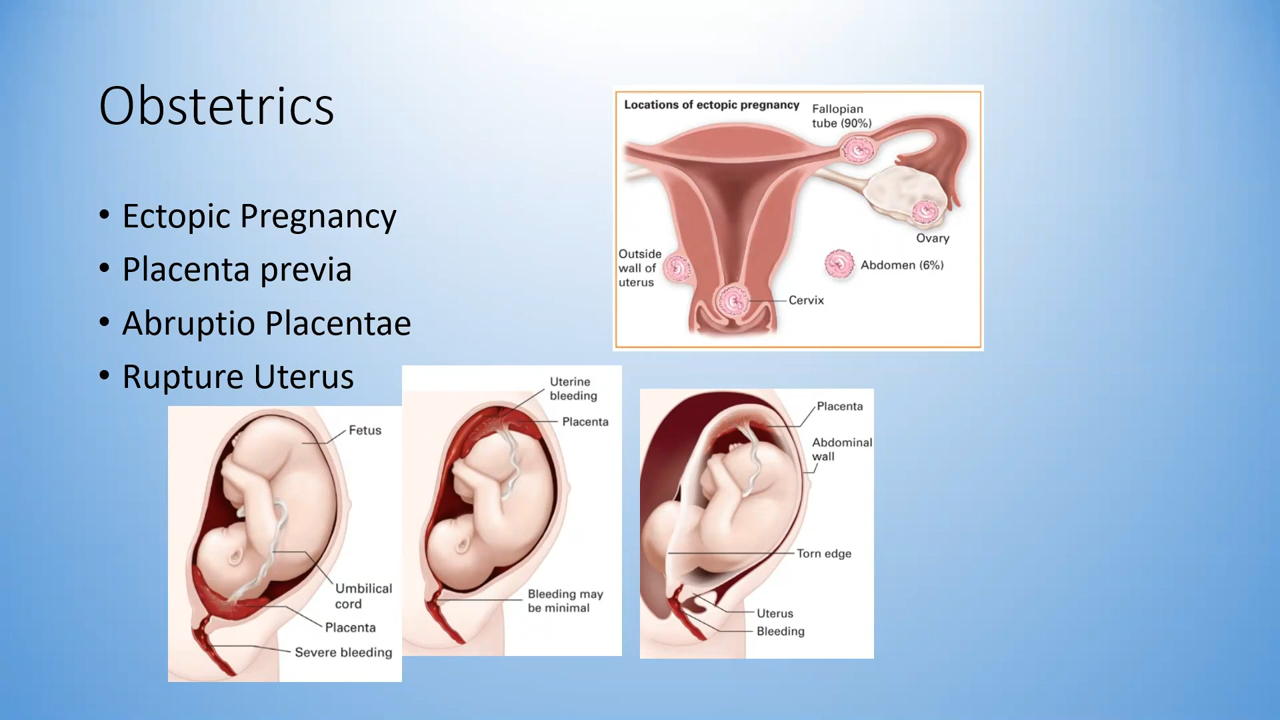 Obstetrics
• Ectopic Pregnancy
• Placenta previa
• Abruptio Placentae
• Rupture Uterus
Locations of ectopic pregnancy
Fallopian
tube (90%)
Ovary
Outside
wall of
uterus
Abdomen (6%)
Cervix
Fetus
Umbilical
cord
Placenta
Severe bleeding
Uterine
bleeding
Placenta
Bleeding may
be minimal
Placenta
Abdominal
wall
Torn edge
Uterus
Bleeding